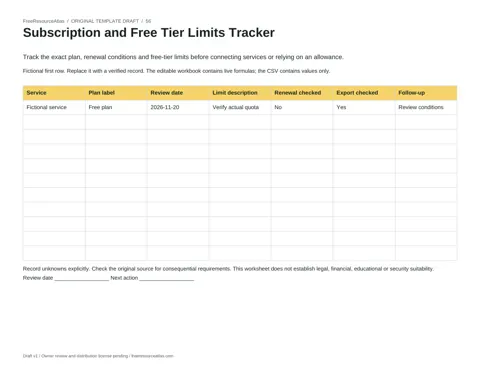 FreeResourceAtlas / ORIGINAL TEMPLATE DRAFT / 56
Subscription and Free Tier Limits Tracker
Track the exact plan, renewal conditions and free-tier limits before connecting services or relying on an allowance.
Fictional first row. Replace it with a verified record. The editable workbook contains live formulas; the CSV contains values only.
Service Plan label Review date Limit description Renewal checked Export checked Follow-up
Fictional service Free plan 2026-11-20 Verify actual quota No Yes Review conditions
Record unknowns explicitly. Check the original source for consequential requirements. This worksheet does not establish legal, financial, educational or security suitability.
Review date ___________________ Next action ___________________
Draft v1 / Owner review and distribution license pending / freeresourceatlas.com